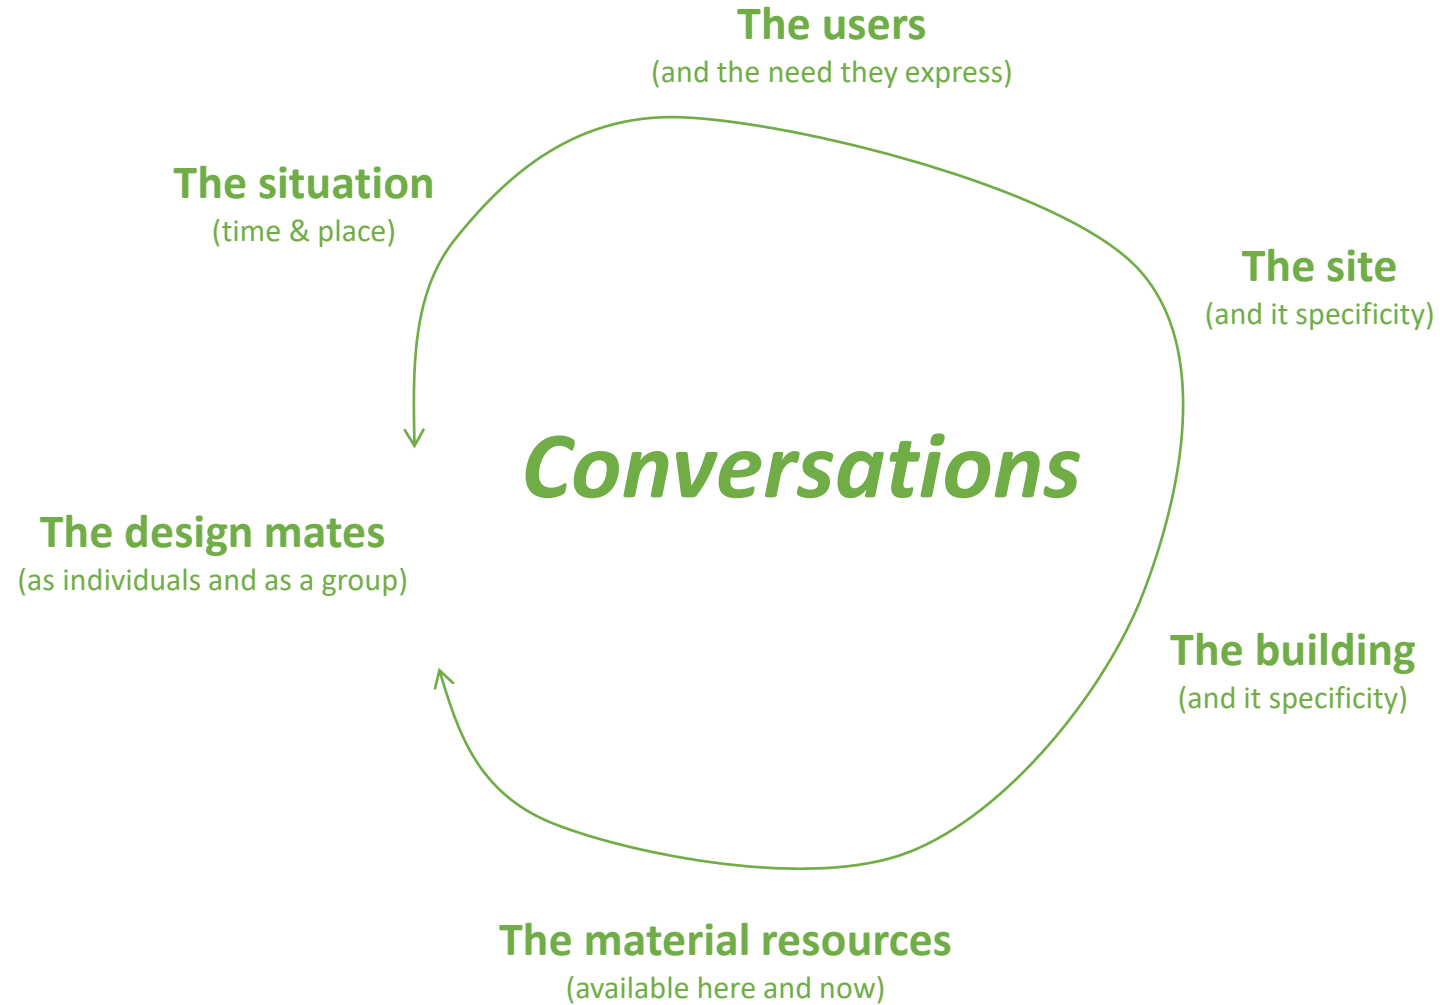 The users
(and the need they express)
The situation
(time & place)
The site
(and it specificity)
Conversations
The design mates
(as individuals and as a group)
The building
(and it specificity)
The material resources
(available here and now)